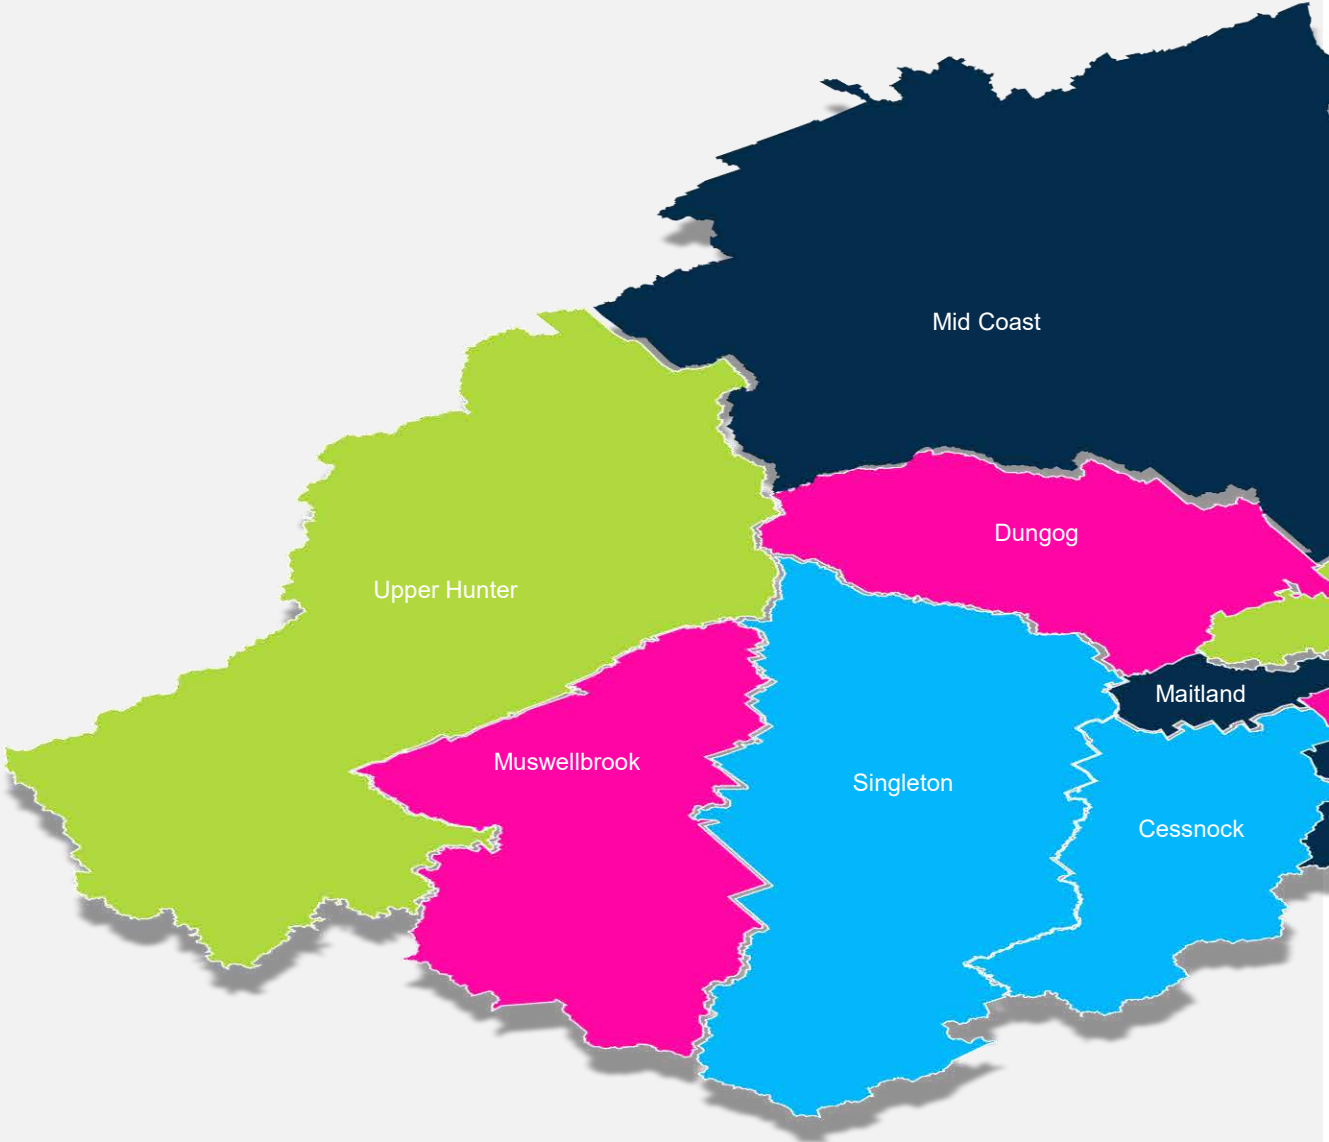 Mid Coast
Dungog
Upper Hunter
Maitland
Muswellbrook
Singleton
Cessnock